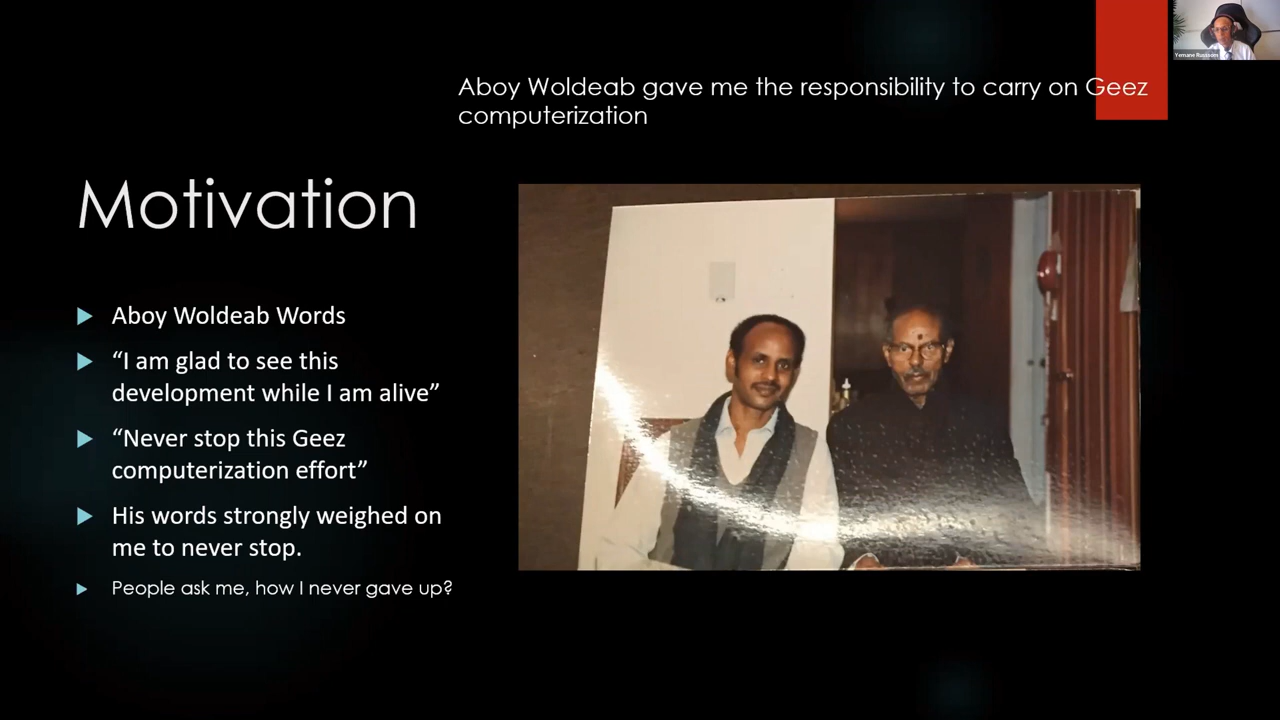 Aboy Woldeab gave me the responsibility to carry on Geez
computerization
Motivation
Aboy Woldeab Words
“I am glad to see this
development while I am alive”
“Never stop this Geez
computerization effort”
His words strongly weighed on
me to never stop.
People ask me, how I never gave up?
Yemane